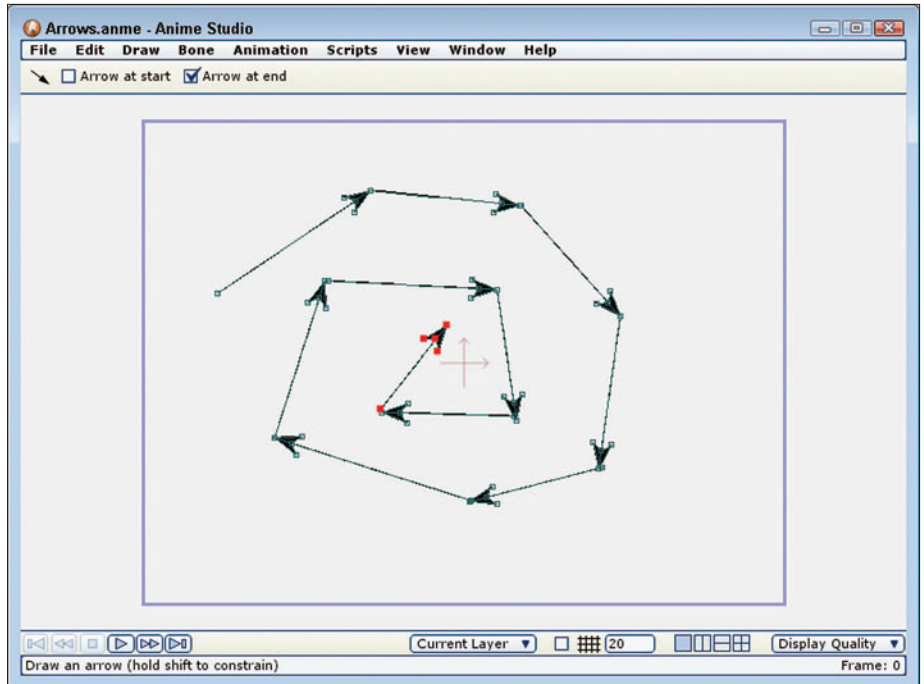 Arrows.anme - Anime Studio
File Edit Draw Bone Animation Scripts View Window Help
Arrow at start Arrow at end
Current Layer 20 Display Quality
Draw an arrow (hold shift to constrain) Frame: 0